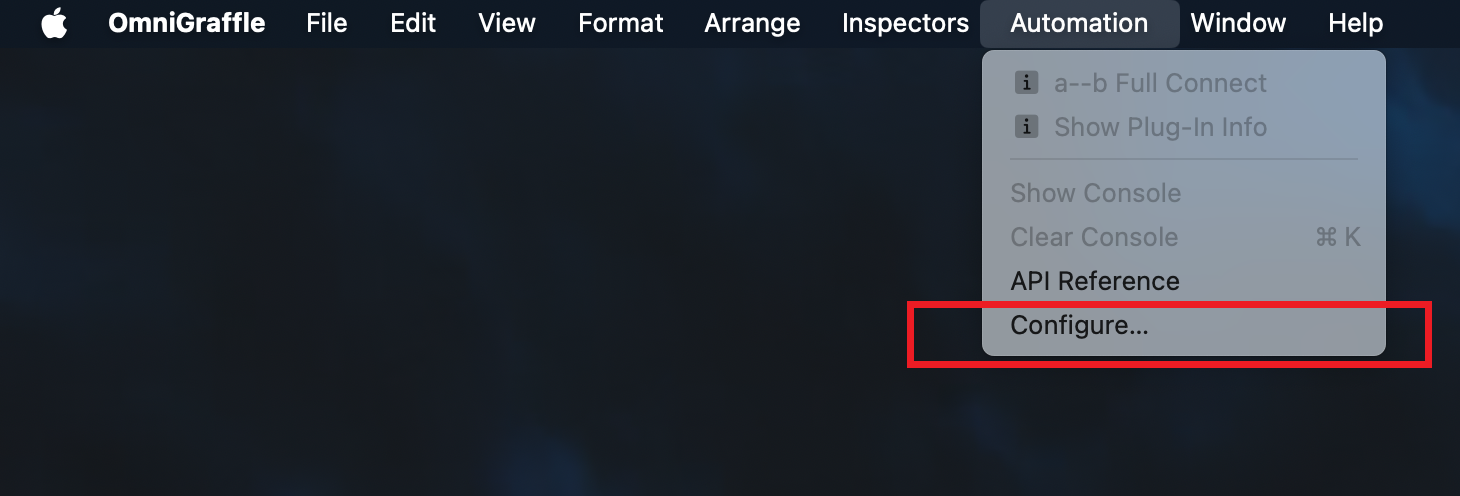 OmniGraffle File Edit View Format Arrange Inspectors Automation Window Help
a--b Full Connect
Show Plug-In Info
Show Console
Clear Console ⌘ K
API Reference
Configure...